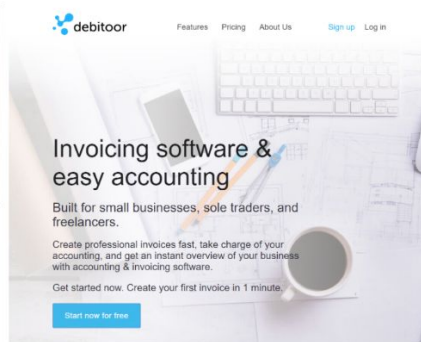 debitoor
Features Pricing About Us Sign up Log in
Invoicing software &
easy accounting
Built for small businesses, sole traders, and
freelancers.
Create professional invoices fast, take charge of your
accounting, and get an instant overview of your business
with accounting & invoicing software.
Get started now. Create your first invoice in 1 minute.
Start now for free